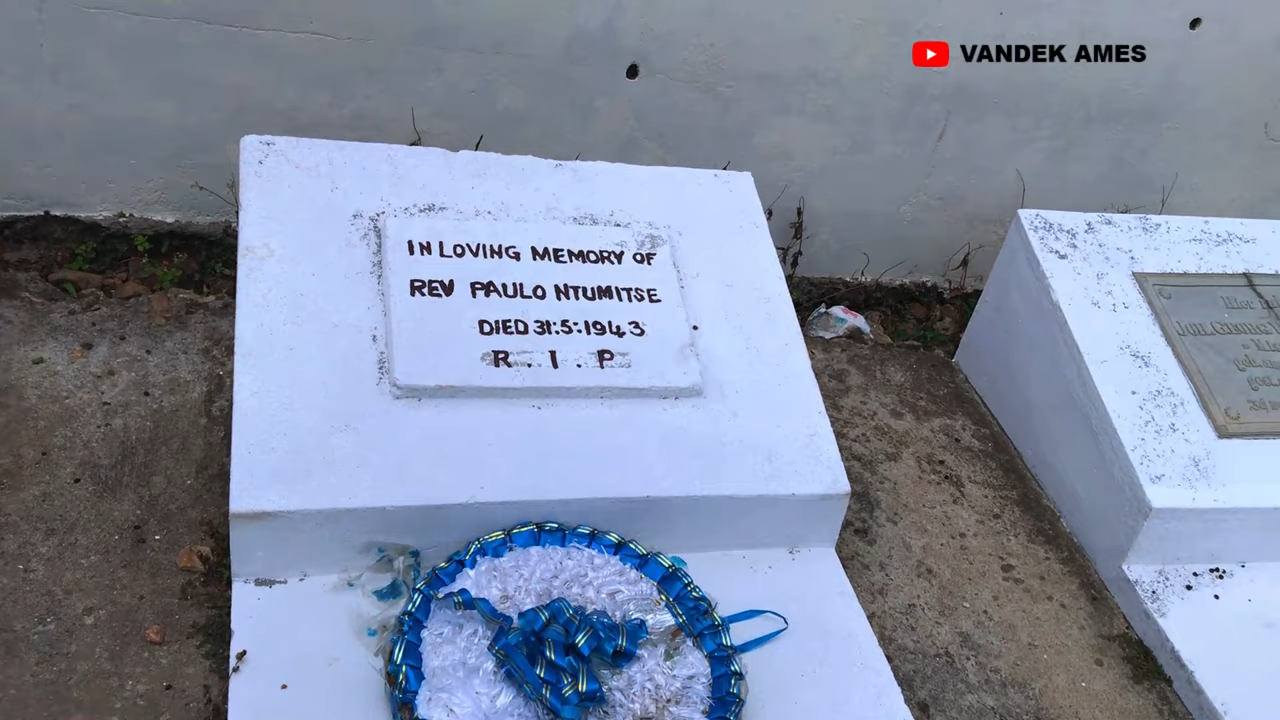 VANDEK AMES
IN LOVING MEMORY OF
REV PAULO NTUMITSE
DIED 31:5:1943
R . I . P